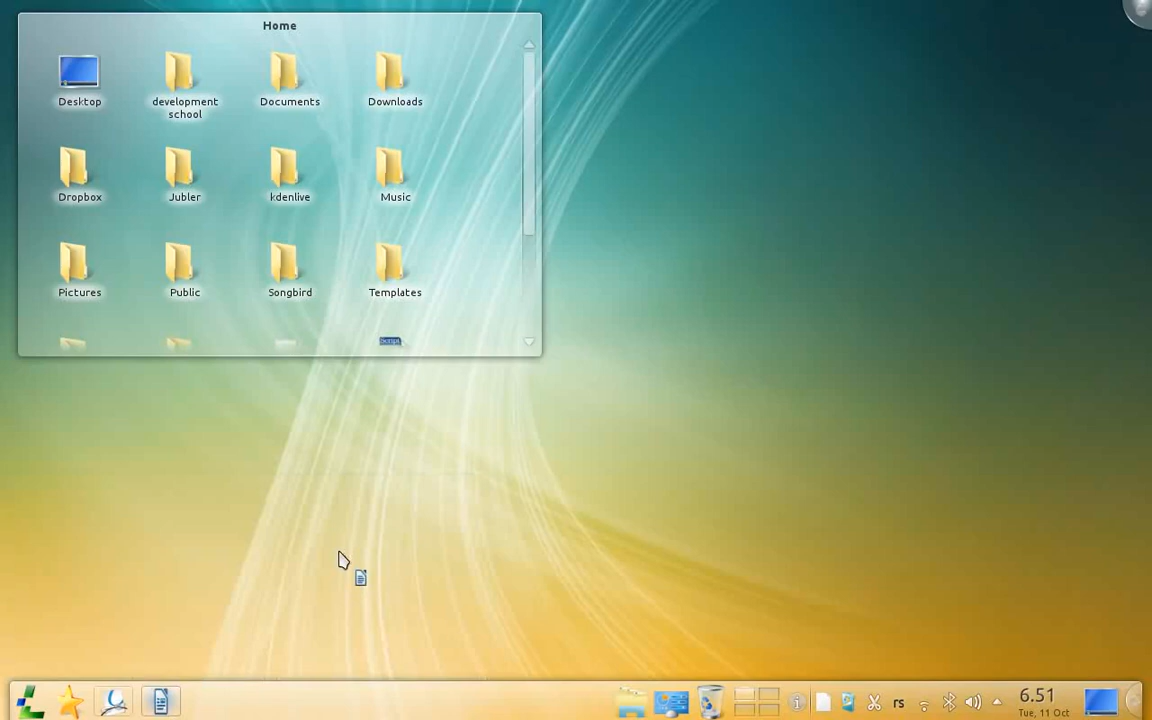 Home
Desktop
development
school
Documents
Downloads
Dropbox
Jubler
kdenlive
Music
Pictures
Public
Songbird
Templates
rs
6.51
Tue, 11 Oct